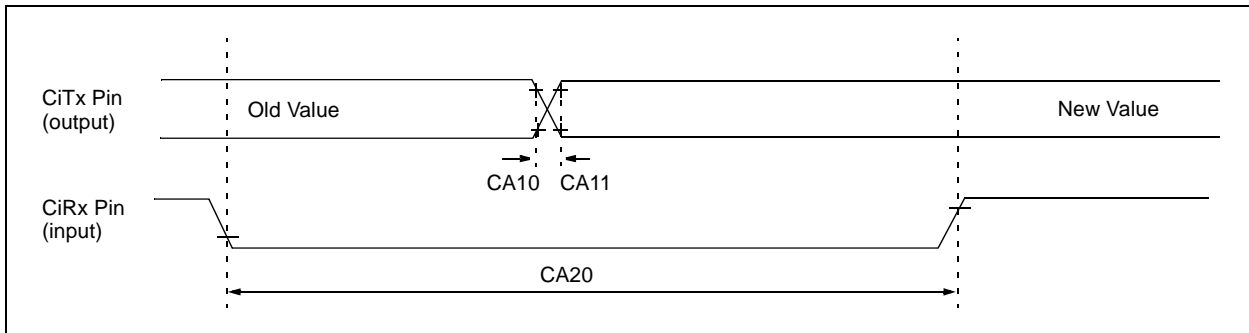 CiTx Pin
(output)
Old Value
New Value
CA10 CA11
CiRx Pin
(input)
CA20